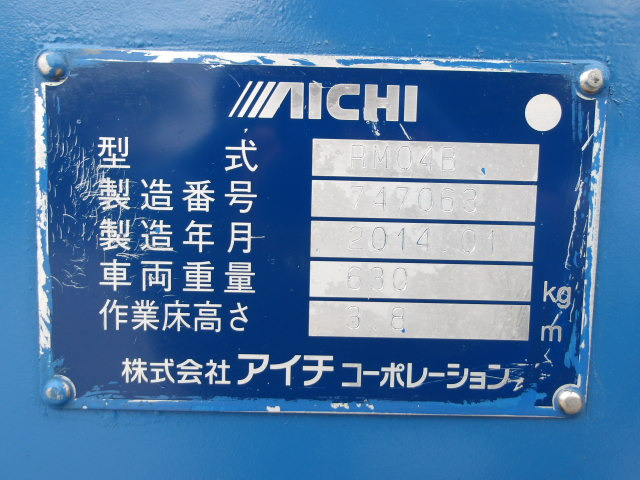 AICHI
型式 RM04B
製造番号 747063
製造年月 2014.01
車両重量 630 kg
作業床高さ 3.8 m
株式会社アイチコーポレーション